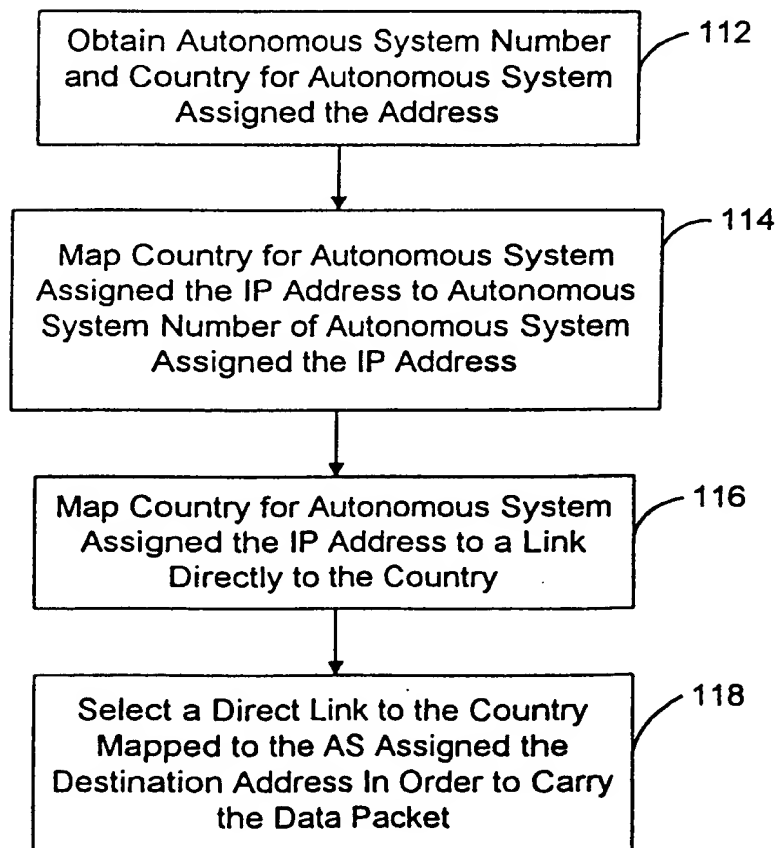 Obtain Autonomous System Number
and Country for Autonomous System
Assigned the Address
112
Map Country for Autonomous System
Assigned the IP Address to Autonomous
System Number of Autonomous System
Assigned the IP Address
114
Map Country for Autonomous System
Assigned the IP Address to a Link
Directly to the Country
116
Select a Direct Link to the Country
Mapped to the AS Assigned the
Destination Address In Order to Carry
the Data Packet
118